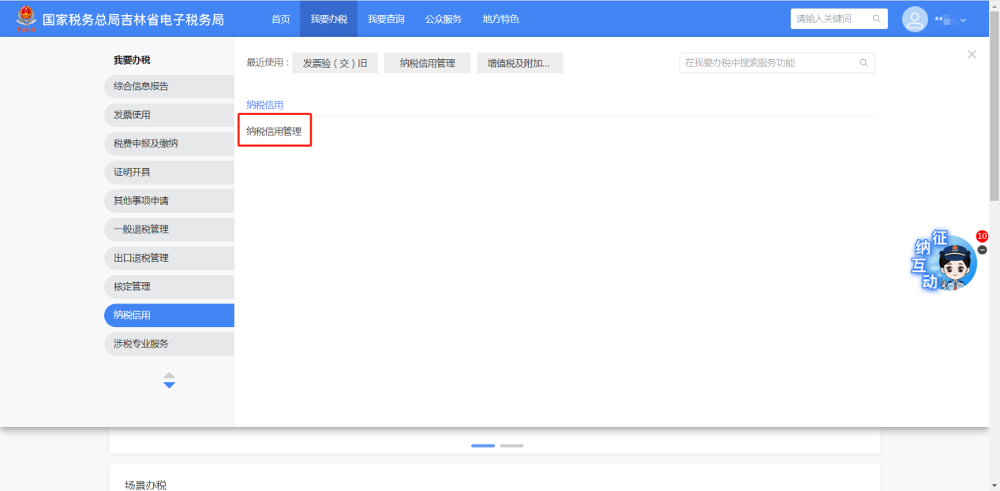 国家税务总局吉林省电子税务局
首页
我要办税
我要查询
公众服务
地方特色
请输入关键词
**
我要办税
综合信息报告
发票使用
税费申报及缴纳
证明开具
其他事项申请
一般退税管理
出口退税管理
核定管理
纳税信用
涉税专业服务
最近使用：
发票验（交）旧
纳税信用管理
增值税及附加...
在我要办税中搜索服务功能
纳税信用
纳税信用管理
征
纳
互
动
10
场景办税